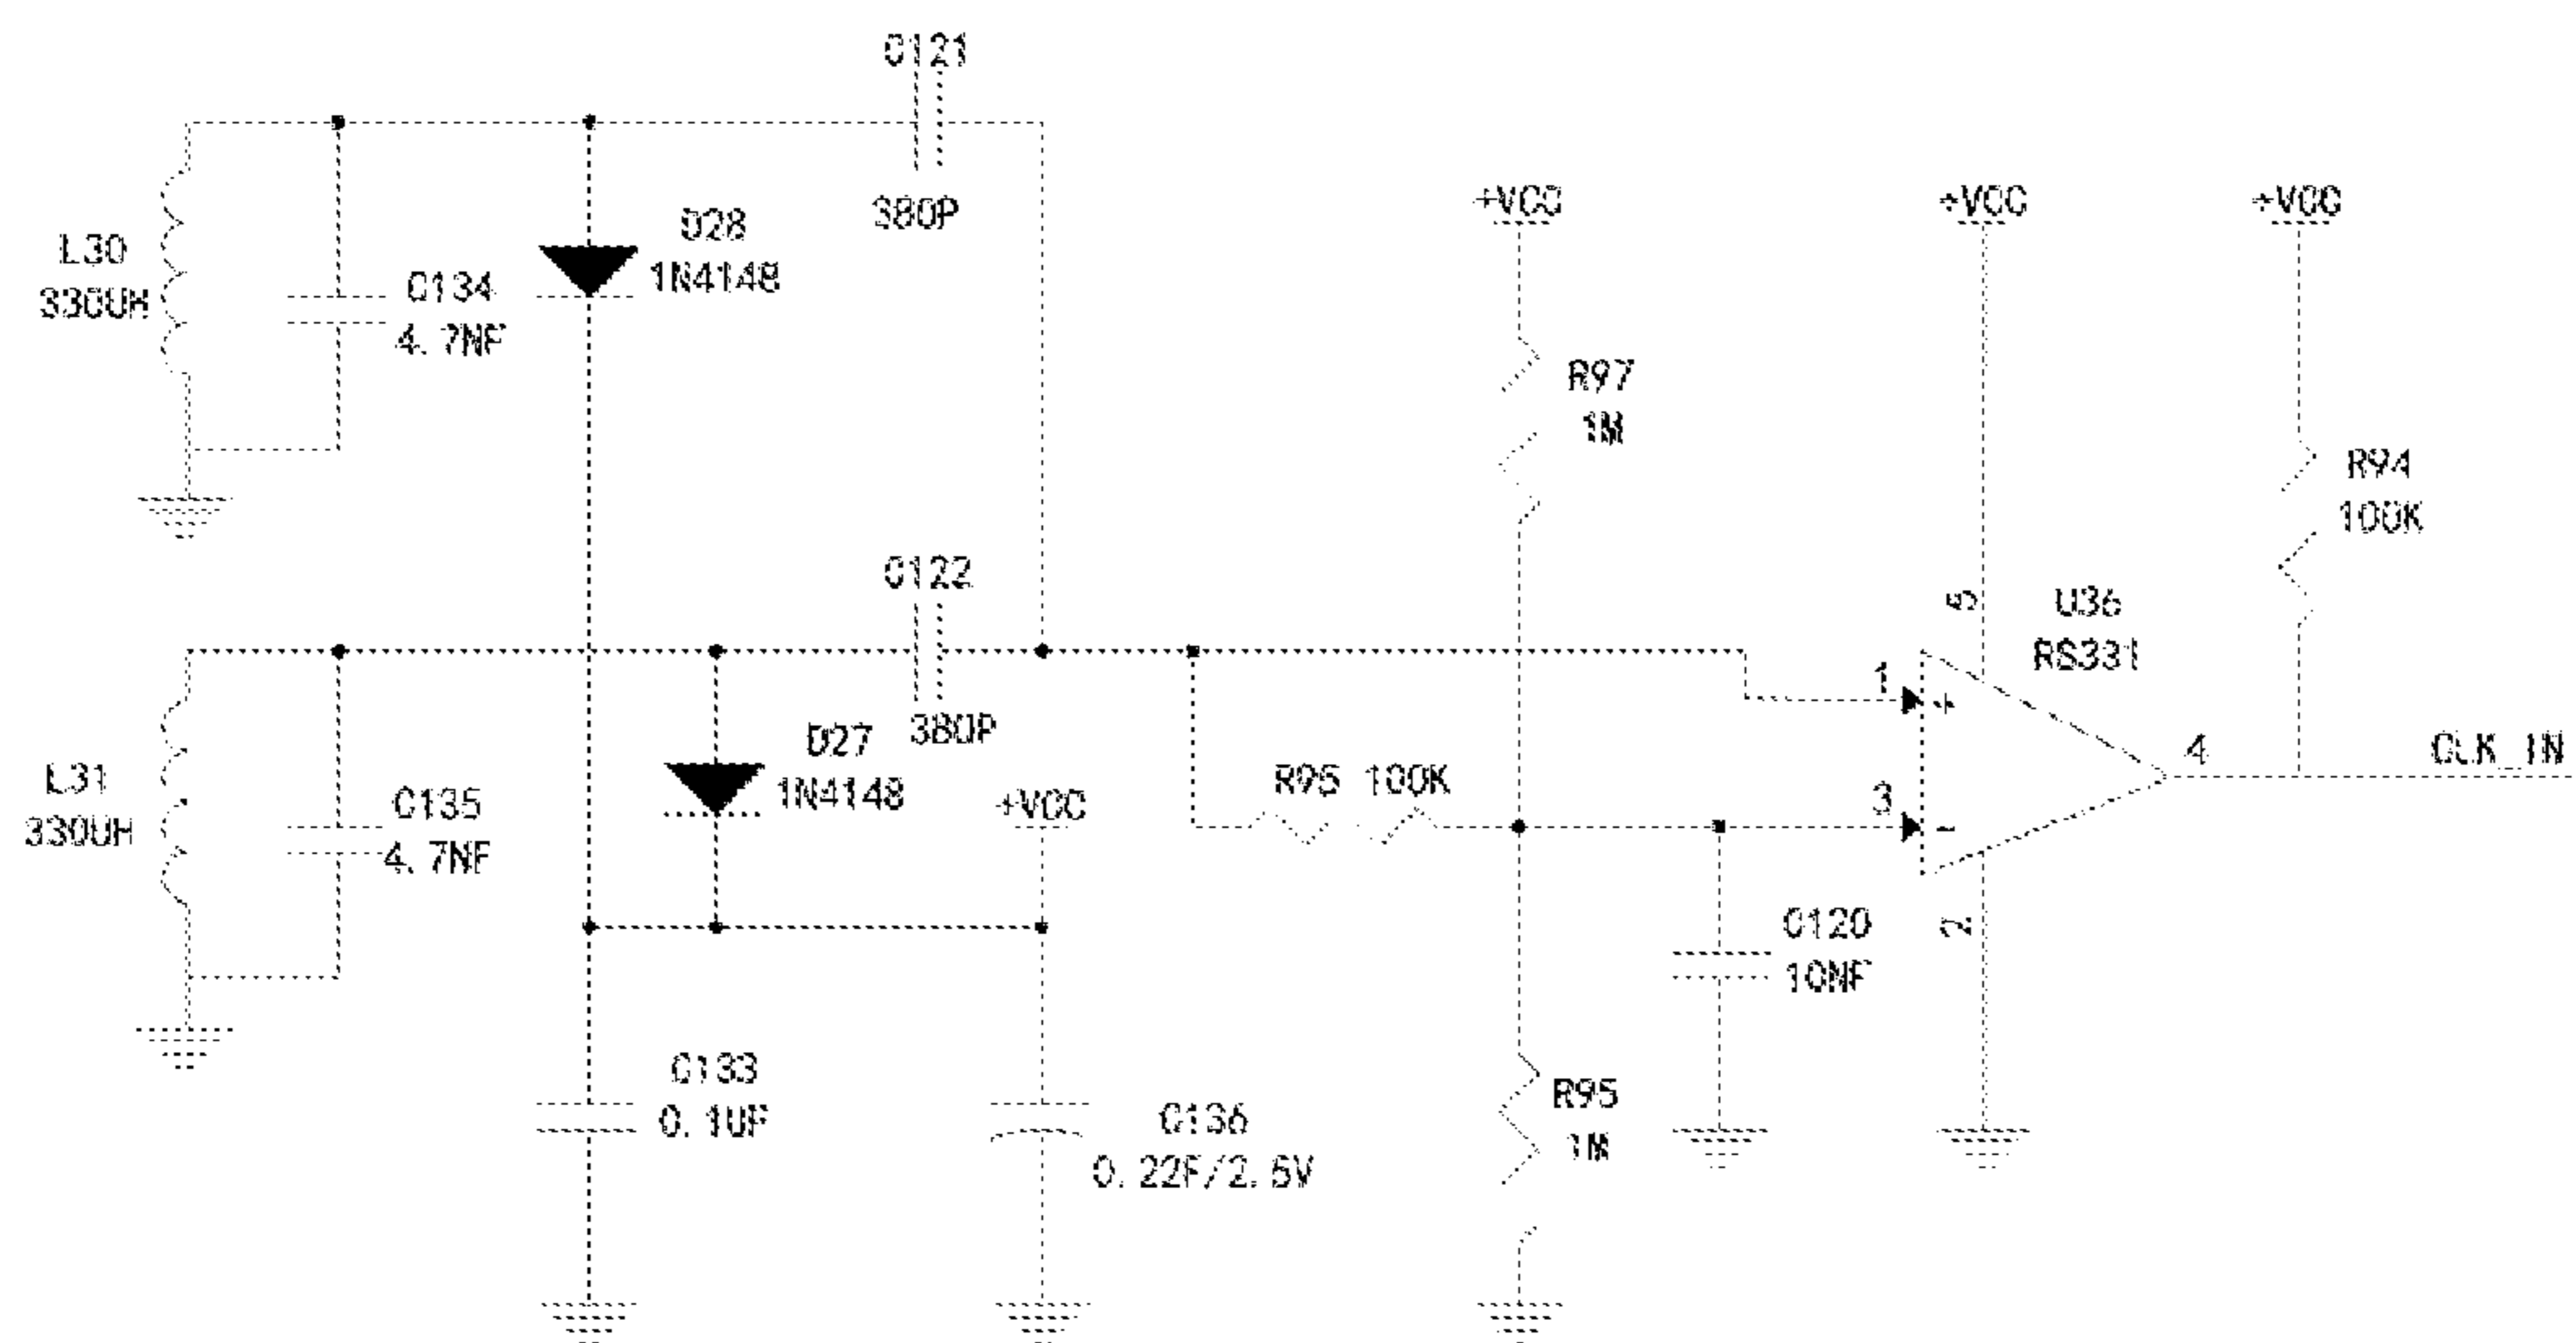 C121
380P
L30
330UH
C134
4.7NF
D28
1N4148
+VCC
+VCC
+VCC
R97
1M
R94
100K
C122
380P
U36
RS331
5
1
+
3
-
4
2
CLK_IN
L31
330UH
C135
4.7NF
D27
1N4148
+VCC
R95 100K
C120
10NF
C133
0.1UF
C136
0.22F/2.5V
R95
1M